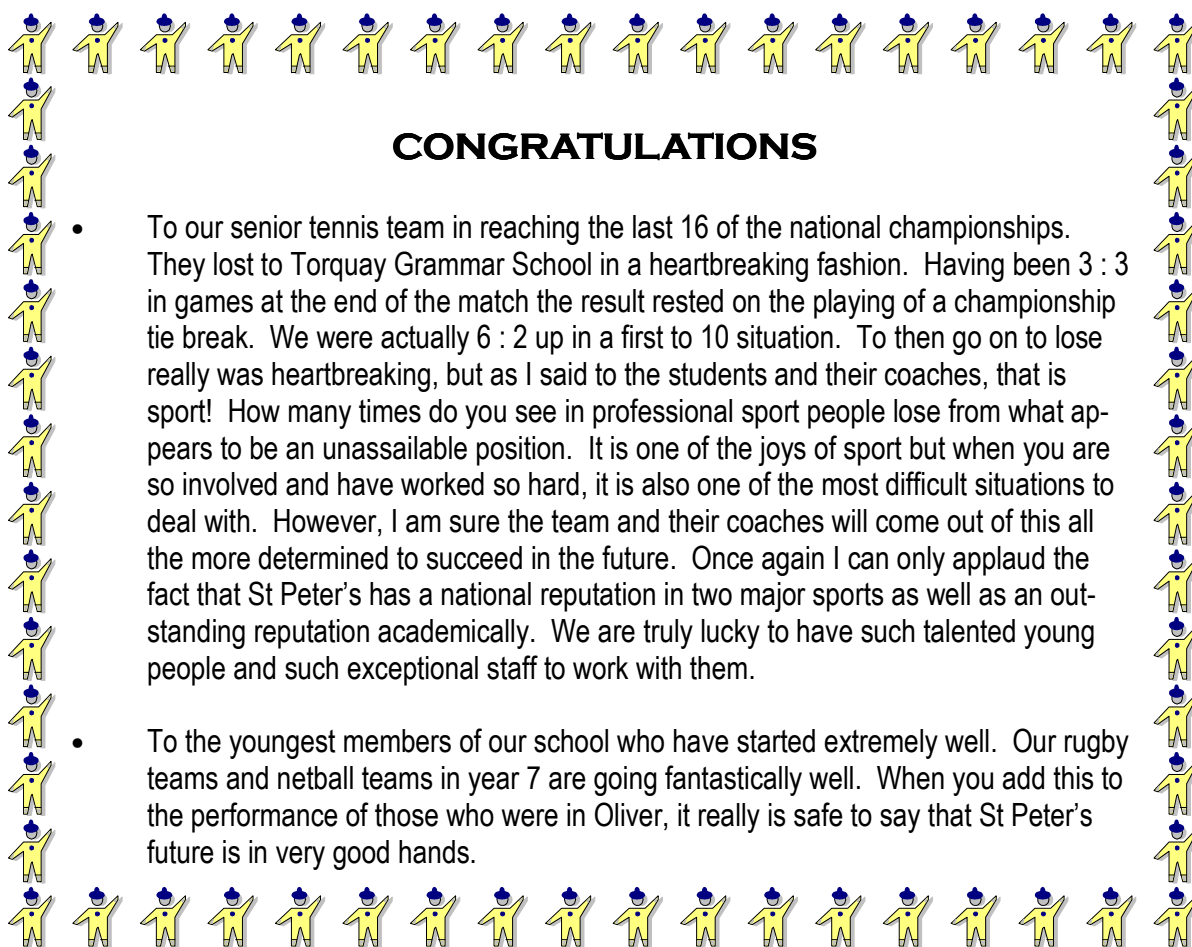 CONGRATULATIONS
• To our senior tennis team in reaching the last 16 of the national championships.
They lost to Torquay Grammar School in a heartbreaking fashion.  Having been 3 : 3
in games at the end of the match the result rested on the playing of a championship
tie break.  We were actually 6 : 2 up in a first to 10 situation.  To then go on to lose
really was heartbreaking, but as I said to the students and their coaches, that is
sport!  How many times do you see in professional sport people lose from what ap-
pears to be an unassailable position.  It is one of the joys of sport but when you are
so involved and have worked so hard, it is also one of the most difficult situations to
deal with.  However, I am sure the team and their coaches will come out of this all
the more determined to succeed in the future.  Once again I can only applaud the
fact that St Peter’s has a national reputation in two major sports as well as an out-
standing reputation academically.  We are truly lucky to have such talented young
people and such exceptional staff to work with them.
• To the youngest members of our school who have started extremely well.  Our rugby
teams and netball teams in year 7 are going fantastically well.  When you add this to
the performance of those who were in Oliver, it really is safe to say that St Peter’s
future is in very good hands.